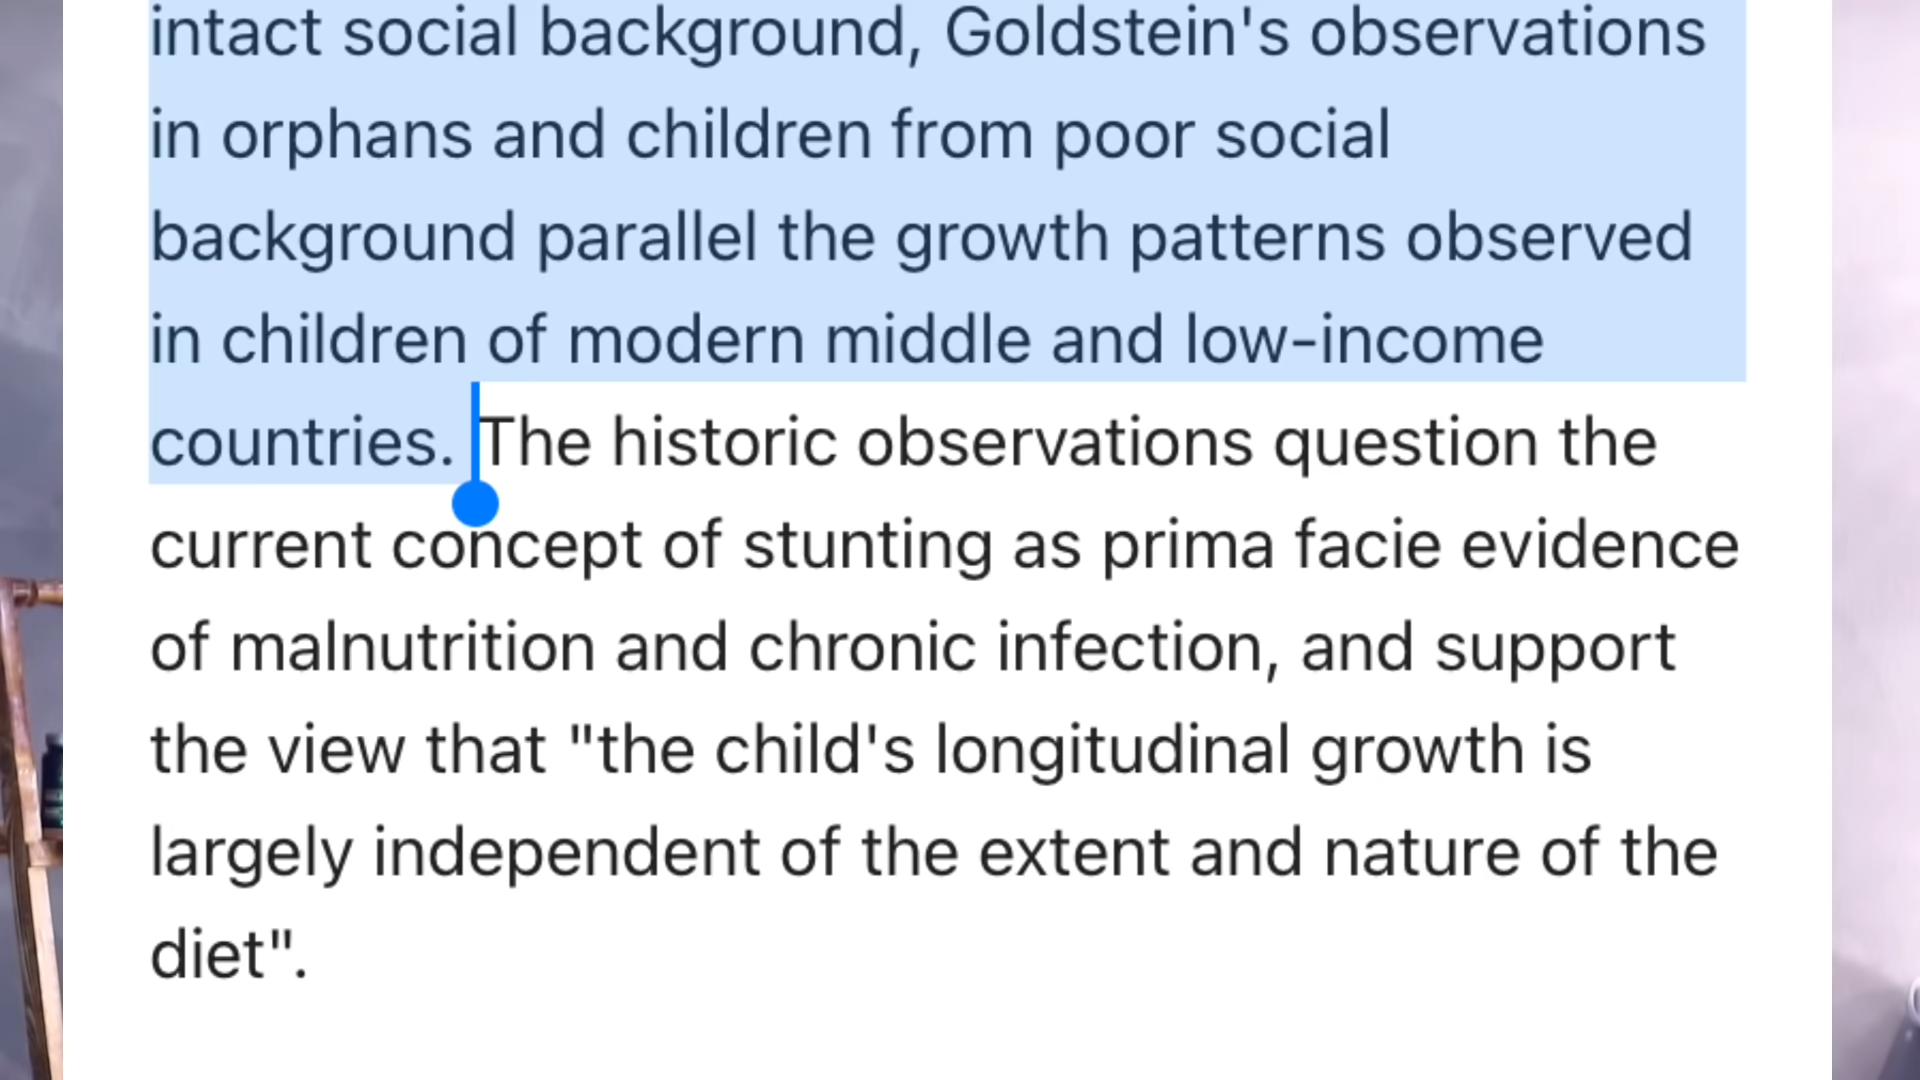 intact social background, Goldstein's observations
in orphans and children from poor social
background parallel the growth patterns observed
in children of modern middle and low-income
countries. The historic observations question the
current concept of stunting as prima facie evidence
of malnutrition and chronic infection, and support
the view that "the child's longitudinal growth is
largely independent of the extent and nature of the
diet".